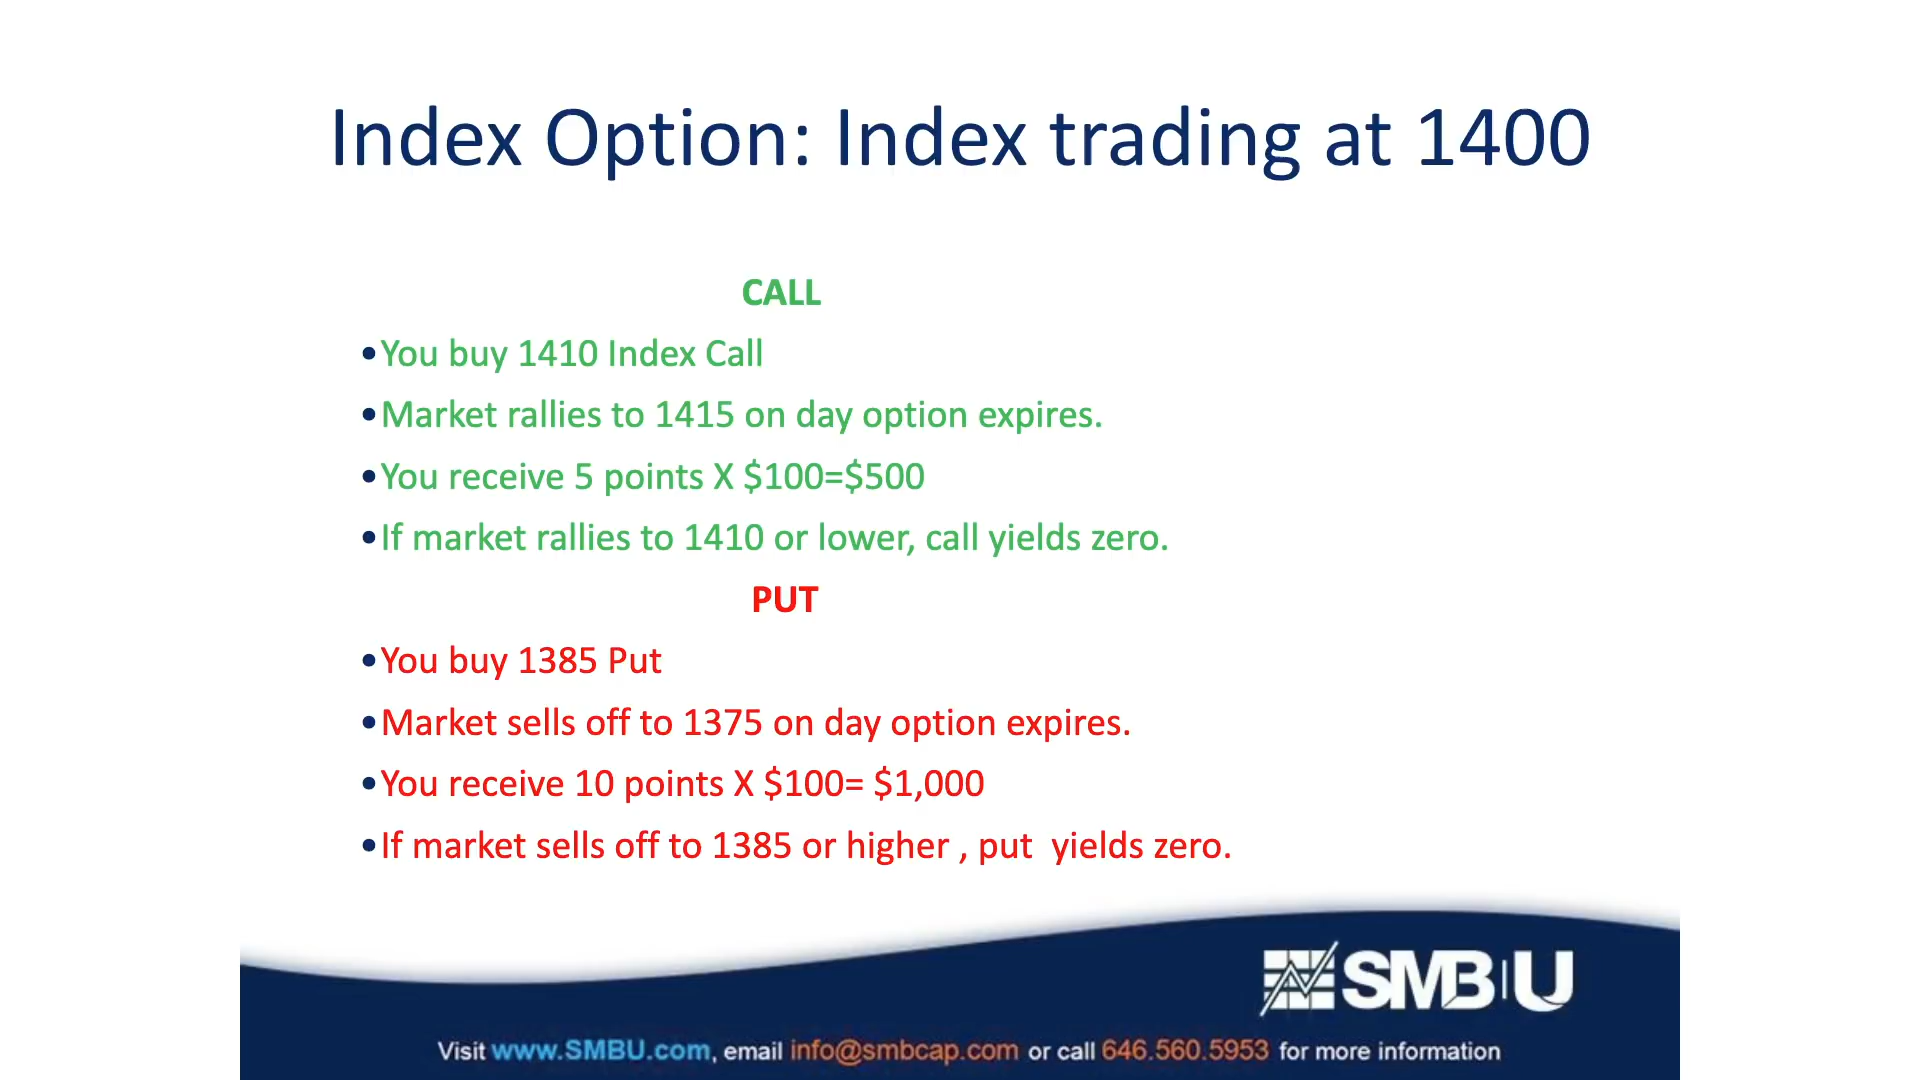 Index Option: Index trading at 1400
CALL
•You buy 1410 Index Call
•Market rallies to 1415 on day option expires.
•You receive 5 points X $100=$500
•If market rallies to 1410 or lower, call yields zero.
PUT
•You buy 1385 Put
•Market sells off to 1375 on day option expires.
•You receive 10 points X $100= $1,000
•If market sells off to 1385 or higher , put  yields zero.
SMB|U
Visit www.SMBU.com, email info@smbcap.com or call 646.560.5953 for more information